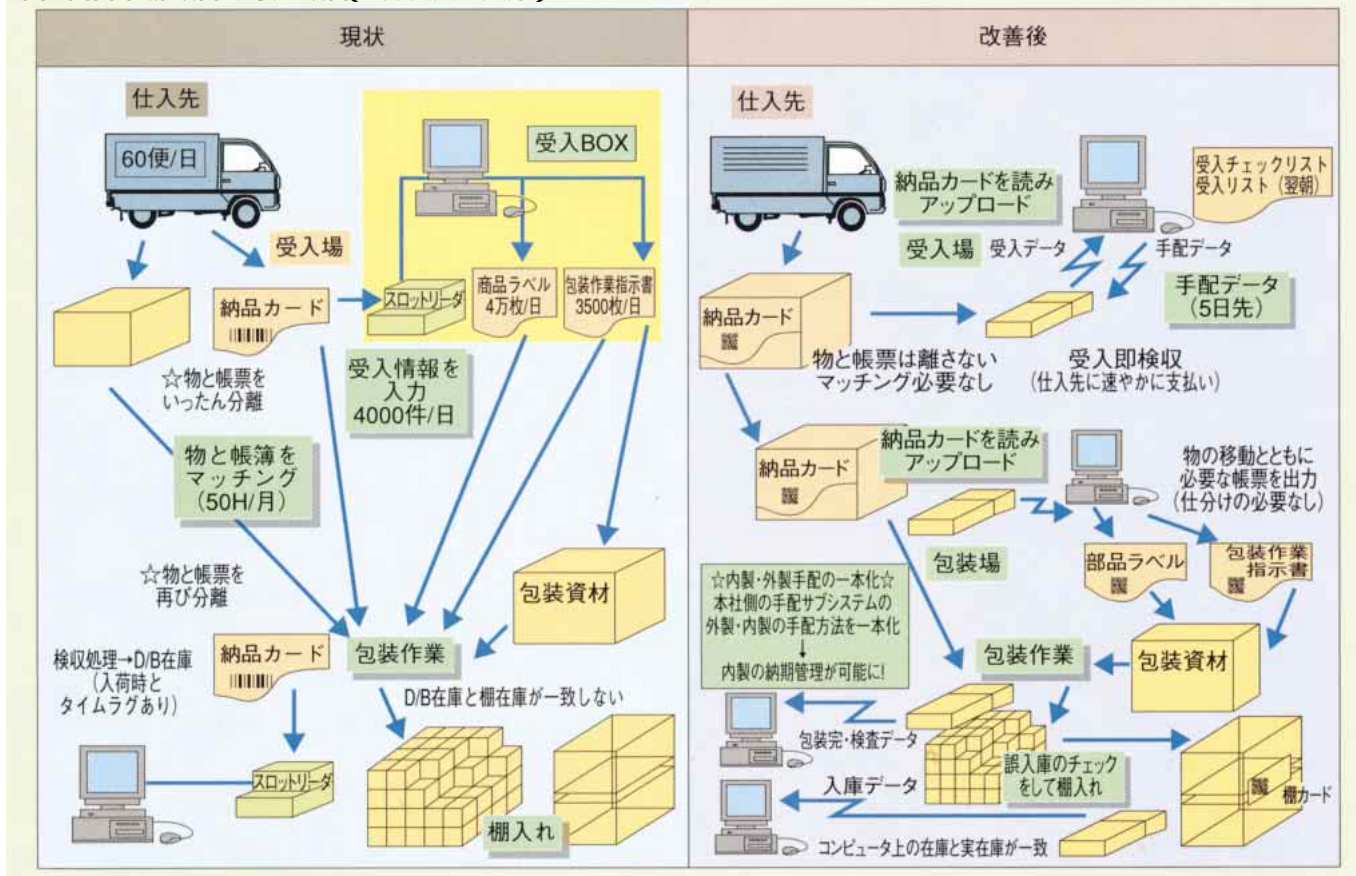 現状
仕入先
60便/日
受入BOX
受入場
納品カード
スロットリーダ
商品ラベル
4万枚/日
包装作業指示書
3500枚/日
☆物と帳票を
いったん分離
受入情報を
入力
4000件/日
物と帳簿を
マッチング
(50H/月)
☆物と帳票を
再び分離
包装資材
検収処理→D/B在庫
(入荷時と
タイムラグあり)
納品カード
包装作業
D/B在庫と棚在庫が一致しない
スロットリーダ
棚入れ
改善後
仕入先
納品カードを読み
アップロード
受入チェックリスト
受入リスト(翌朝)
受入場
受入データ
手配データ
手配データ
(5日先)
納品カード
物と帳票は離さない
マッチング必要なし
受入即検収
(仕入先に速やかに支払い)
納品カード
納品カードを読み
アップロード
物の移動とともに
必要な帳票を出力
(仕分けの必要なし)
包装場
部品ラベル
包装作業
指示書
☆内製・外製手配の一本化☆
本社側の手配サブシステムの
外製・内製の手配方法を一本化
↓
内製の納期管理が可能に!
包装作業
包装資材
包装完・検査データ
誤入庫のチェック
をして棚入れ
入庫データ
棚カード
コンピュータ上の在庫と実在庫が一致